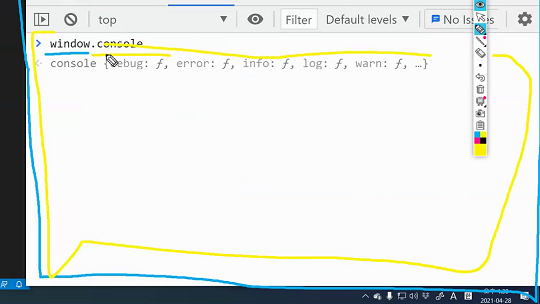 top
Filter
Default levels
No Issues
window.console
console {debug: ƒ, error: ƒ, info: ƒ, log: ƒ, warn: ƒ, …}
A
2021-04-28